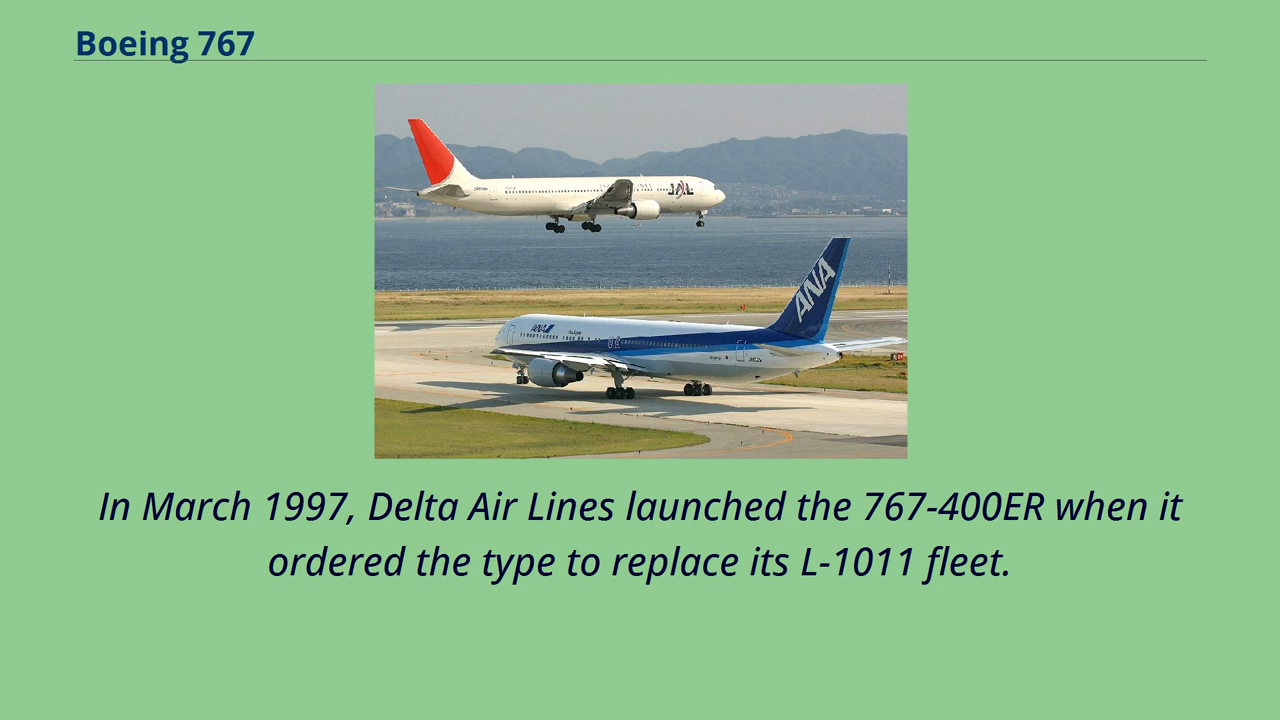 Boeing 767
JAL
ANA
ANA
In March 1997, Delta Air Lines launched the 767-400ER when it
ordered the type to replace its L-1011 fleet.